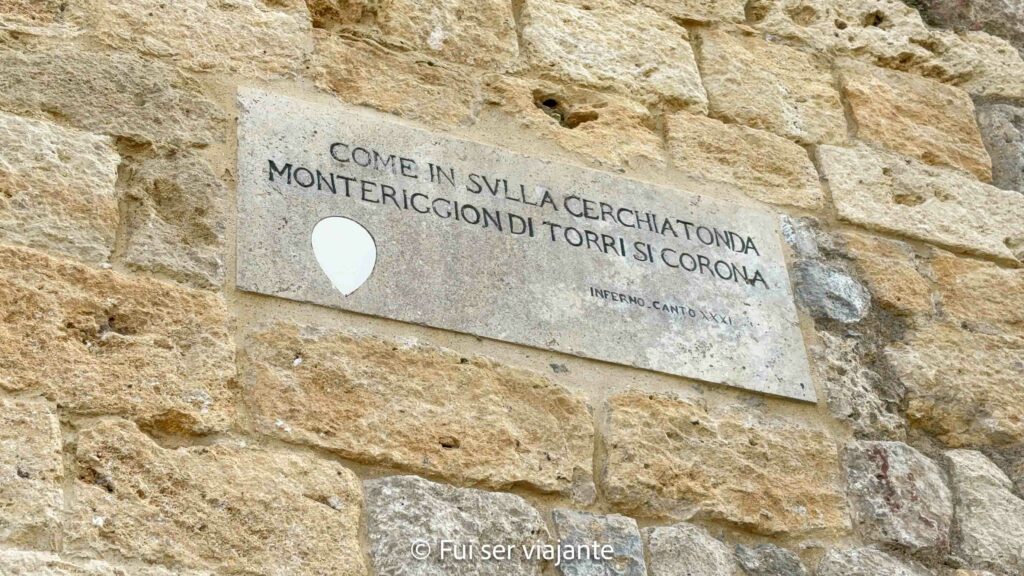 COME IN SVLLA CERCHIA TONDA
MONTERIGGION DI TORRI SI CORONA
INFERNO. CANTO XXXI
© Fui ser viajante